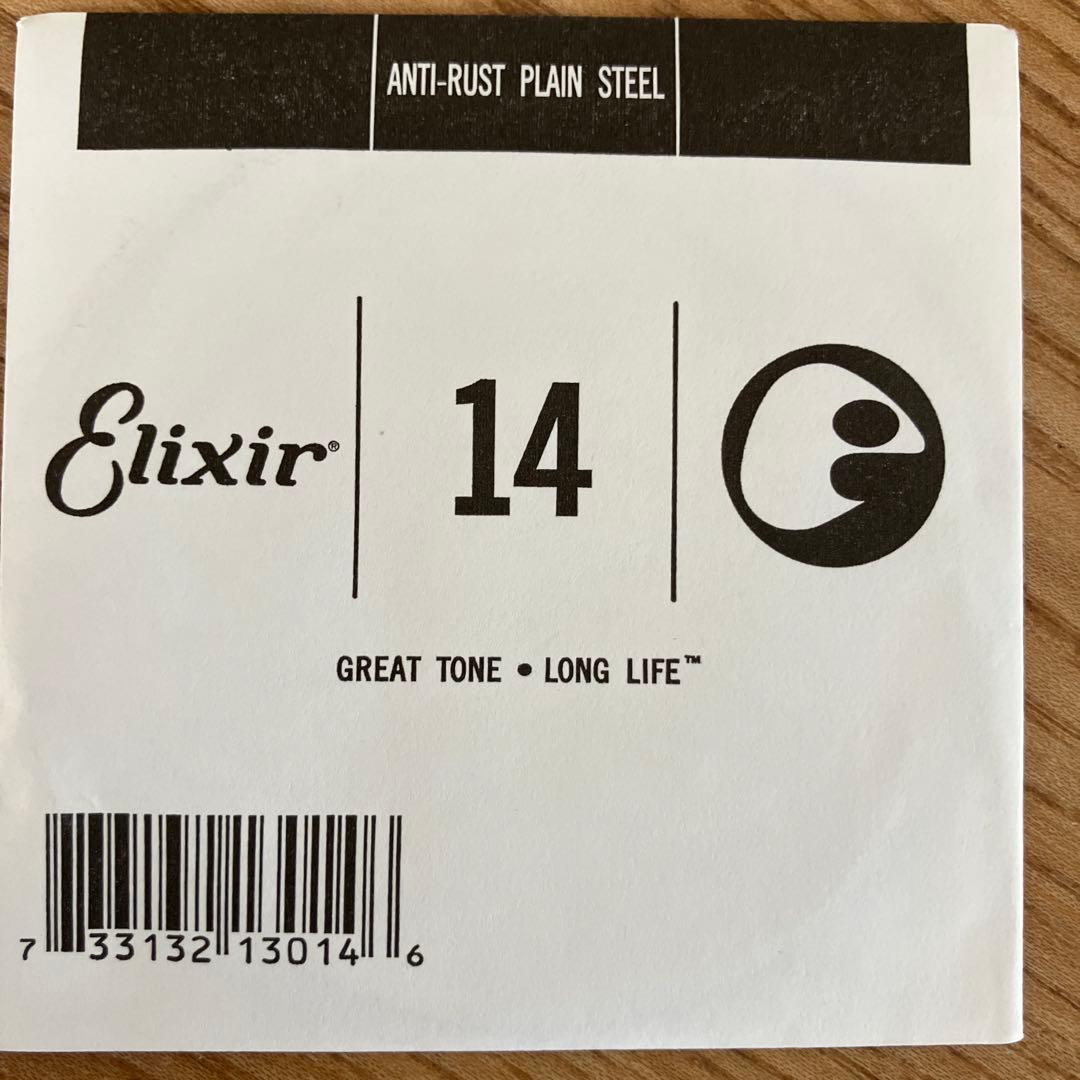 ANTI-RUST PLAIN STEEL
Elixir®
14
GREAT TONE • LONG LIFE™
7 33132 13014 6